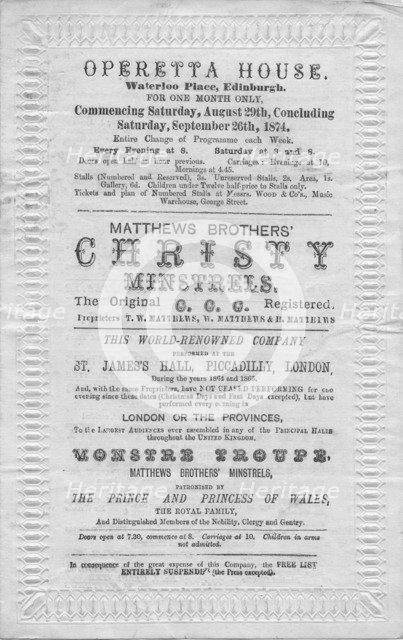 OPERETTA HOUSE.
Waterloo Place, Edinburgh.
FOR ONE MONTH ONLY,
Commencing Saturday, August 29th, Concluding
Saturday, September 26th, 1874.
Entire Change of Programme each Week.
Every Evening at 8. Saturday at 3 and 8.
Doors open half an hour previous. Carriages: Evenings at 10,
Mornings at 4.45.
Stalls (Numbered and Reserved), 3s. Unreserved Stalls, 2s. Area, 1s.
Gallery, 6d. Children under Twelve half-price to Stalls only.
Tickets and plan of Numbered Stalls at Messrs. WOOD & Co's., Music
Warehouse, George Street.
MATTHEWS BROTHERS'
CHRISTY
MINSTRELS.
The Original C. C. C. Registered.
Proprietors T. W. MATTHEWS, W. MATTHEWS & H. MATTHEWS
THIS WORLD-RENOWNED COMPANY
PERFORMED AT THE
ST. JAMES'S HALL, PICCADILLY, LONDON,
During the years 1864 and 1865.
And, with the same Proprietors, have NOT CEASED PERFORMING for one
evening since these dates (Christmas Days and Fast Days excepted), but have
performed every evening in
LONDON OR THE PROVINCES,
To the LARGEST AUDIENCES ever assembled in any of the PRINCIPAL HALLS
throughout the UNITED KINGDOM.
MONSTRE TROUPE,
MATTHEWS BROTHERS' MINSTRELS,
PATRONISED BY
THE PRINCE AND PRINCESS OF WALES,
THE ROYAL FAMILY,
And Distinguished Members of the Nobility, Clergy and Gentry.
Doors open at 7.30, commence at 8. Carriages at 10. Children in arms
not admitted.
In consequence of the great expense of this Company, the FREE LIST
ENTIRELY SUSPENDED (the Press excepted).